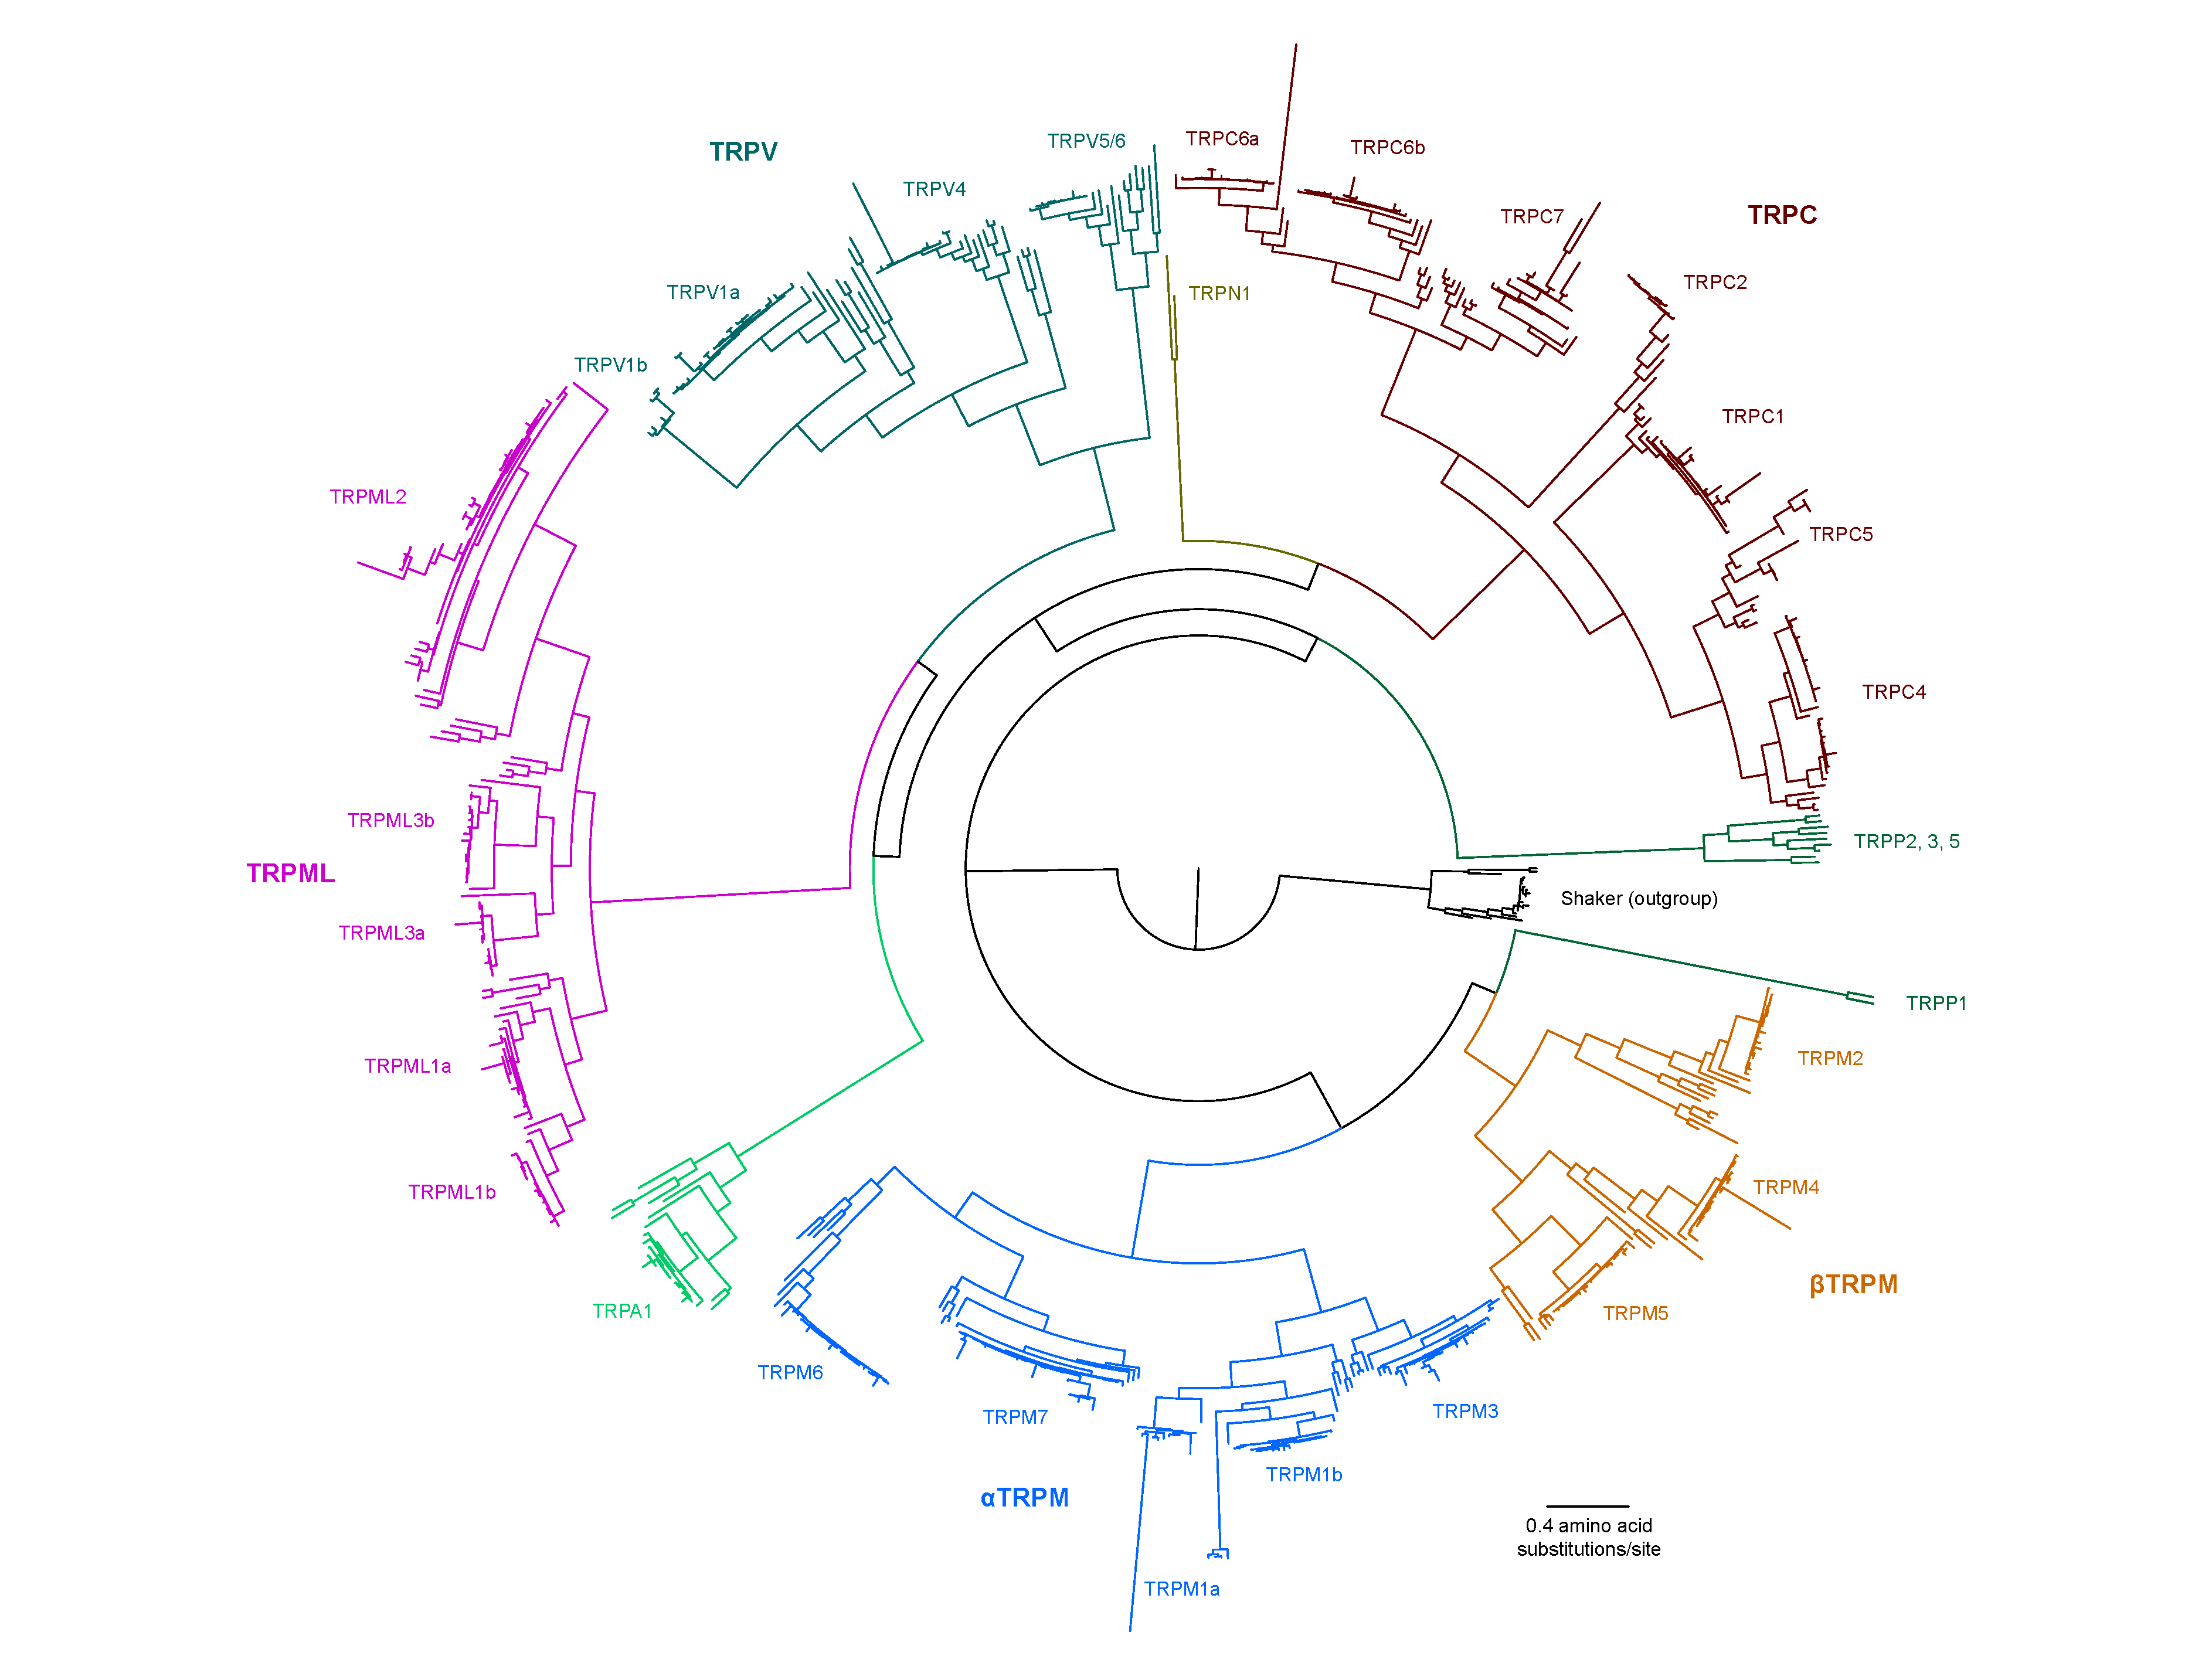 TRPV5/6
TRPC6a
TRPC6b
TRPV
TRPV4
TRPC7
TRPC
TRPV1a
TRPN1
TRPC2
TRPV1b
TRPC1
TRPML2
TRPC5
TRPC4
TRPML3b
TRPP2, 3, 5
TRPML
Shaker (outgroup)
TRPML3a
TRPP1
TRPM2
TRPML1a
TRPML1b
TRPM4
βTRPM
TRPA1
TRPM5
TRPM6
TRPM7
TRPM3
TRPM1b
αTRPM
0.4 amino acid
substitutions/site
TRPM1a